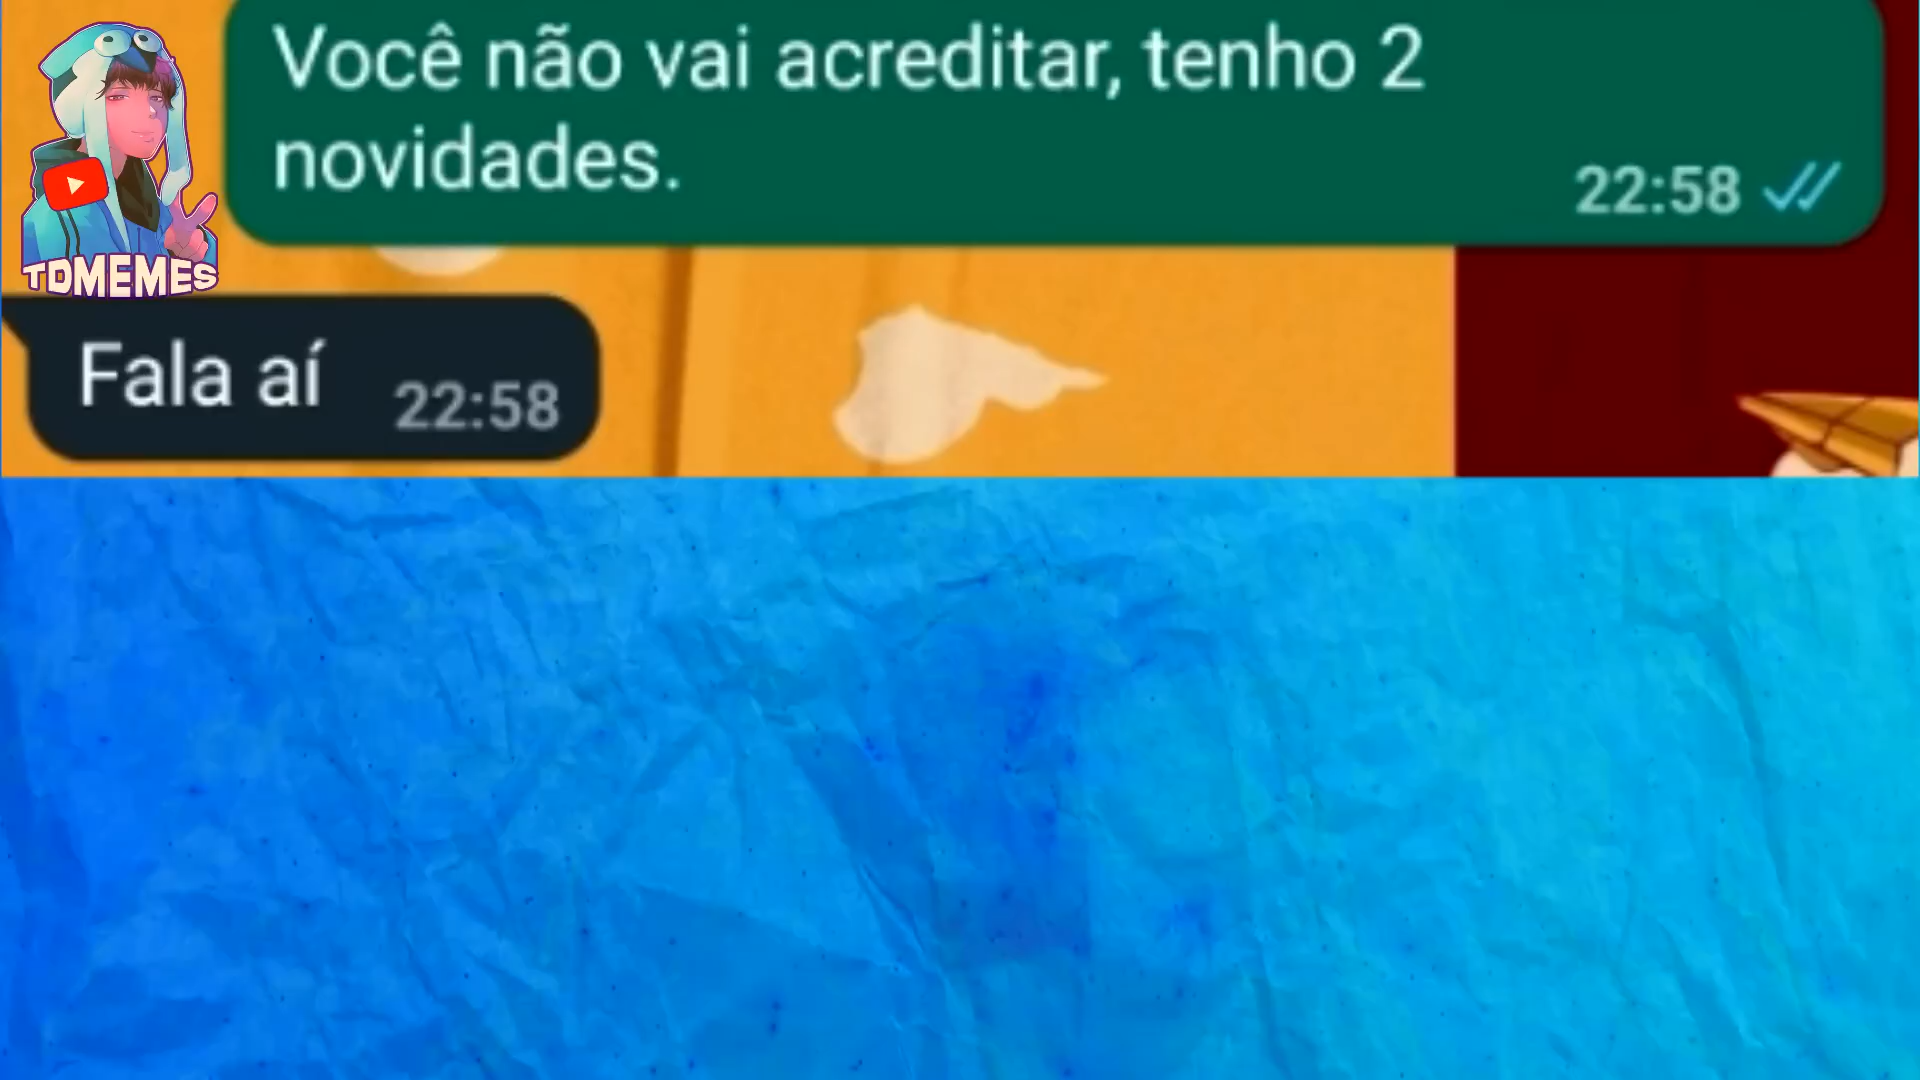 Você não vai acreditar, tenho 2
novidades.
22:58
TDMEMES
Fala aí 22:58